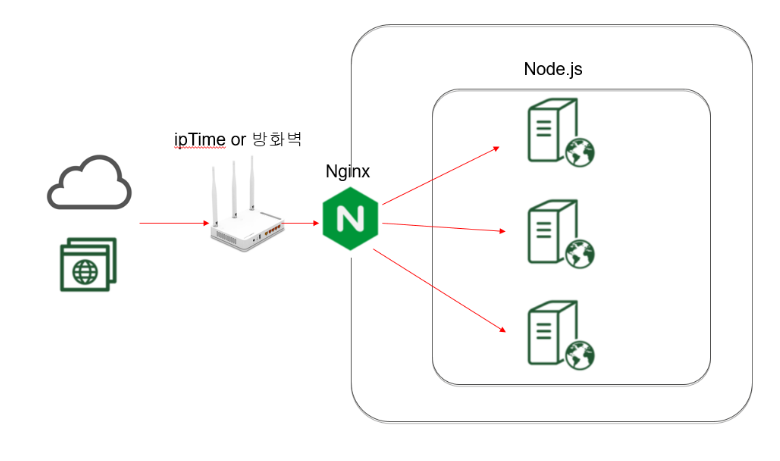 Node.js
ipTime or 방화벽
Nginx
N